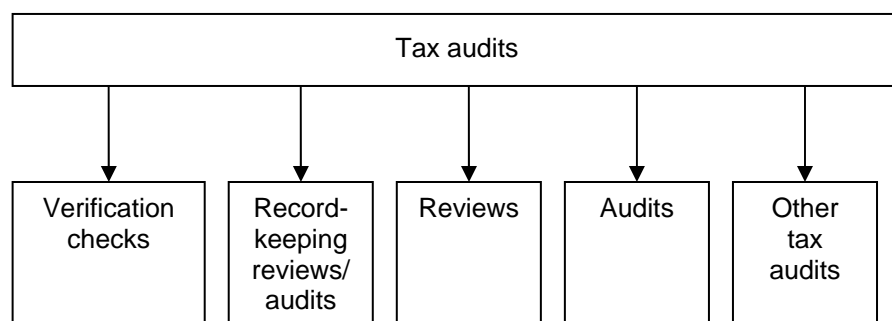 Tax audits
Verification
checks
Record-
keeping
reviews/
audits
Reviews
Audits
Other
tax
audits